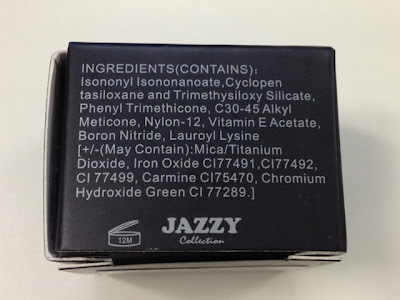 INGREDIENTS(CONTAINS):
Isononyl Isononanoate,Cyclopen
tasiloxane and Trimethysiloxy Silicate,
Phenyl Trimethicone, C30-45 Alkyl
Meticone, Nylon-12, Vitamin E Acetate,
Boron Nitride, Lauroyl Lysine
[+/-(May Contain):Mica/Titanium
Dioxide, Iron Oxide CI77491,CI77492,
CI 77499, Carmine CI75470, Chromium
Hydroxide Green CI 77289.]
12M
JAZZY
Collection